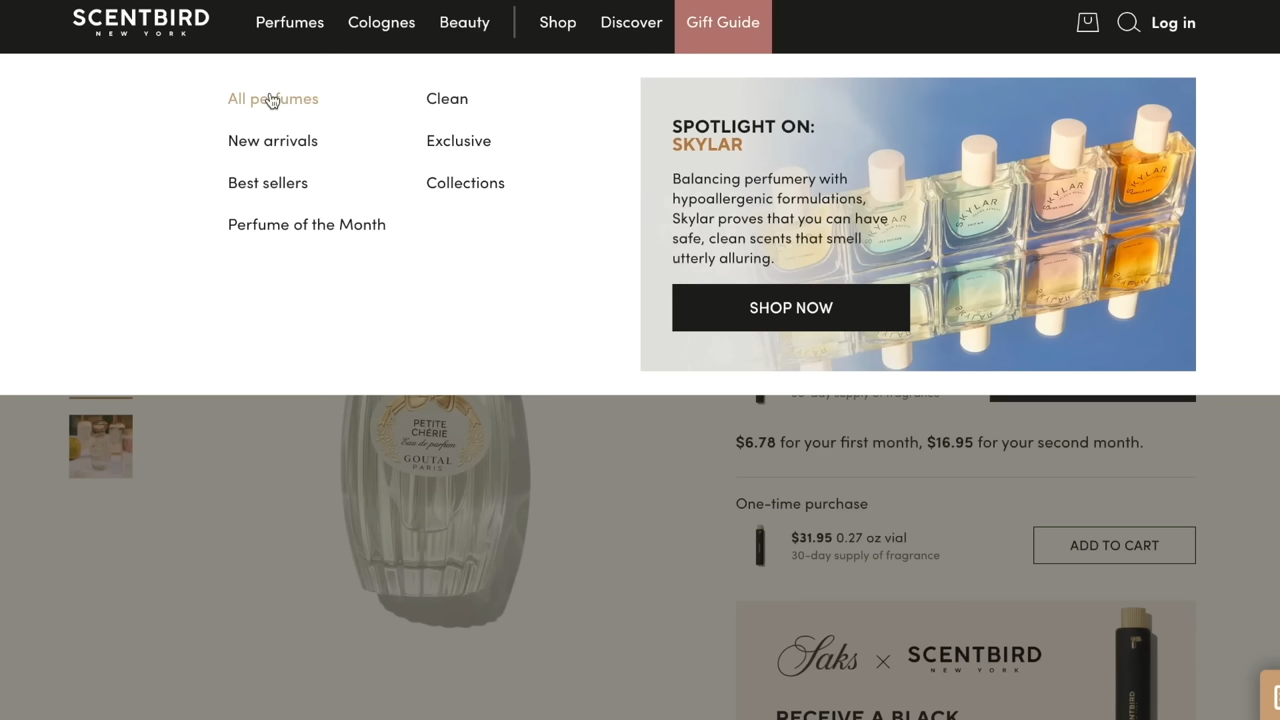 SCENTBIRD
NEW YORK
Perfumes
Colognes
Beauty
Shop
Discover
Gift Guide
Log in
All perfumes
New arrivals
Best sellers
Perfume of the Month
Clean
Exclusive
Collections
SPOTLIGHT ON:
SKYLAR
Balancing perfumery with
hypoallergenic formulations,
Skylar proves that you can have
safe, clean scents that smell
utterly alluring.
SHOP NOW
SKYLAR
SKYLAR
SKYLAR
SKYLAR
PETITE
CHÉRIE
Eau de parfum
GOUTAL
PARIS
30-day supply of fragrance
$6.78 for your first month, $16.95 for your second month.
One-time purchase
$31.95 0.27 oz vial
30-day supply of fragrance
ADD TO CART
Saks × SCENTBIRD
NEW YORK
RECEIVE A BLACK
SCENTBIRD